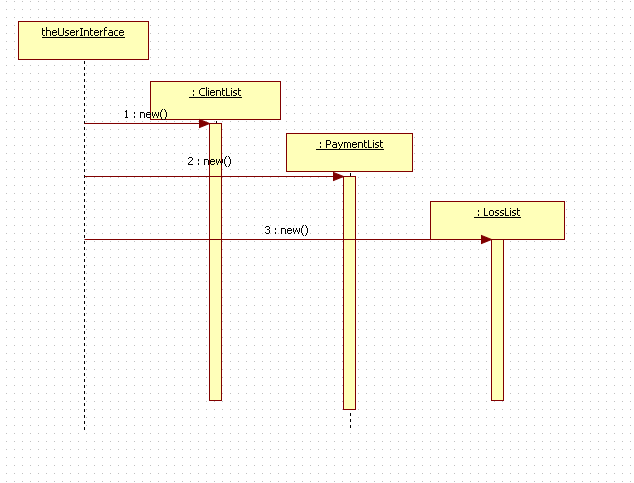 theUserInterface
: ClientList
1 : new()
: PaymentList
2 : new()
: LossList
3 : new()